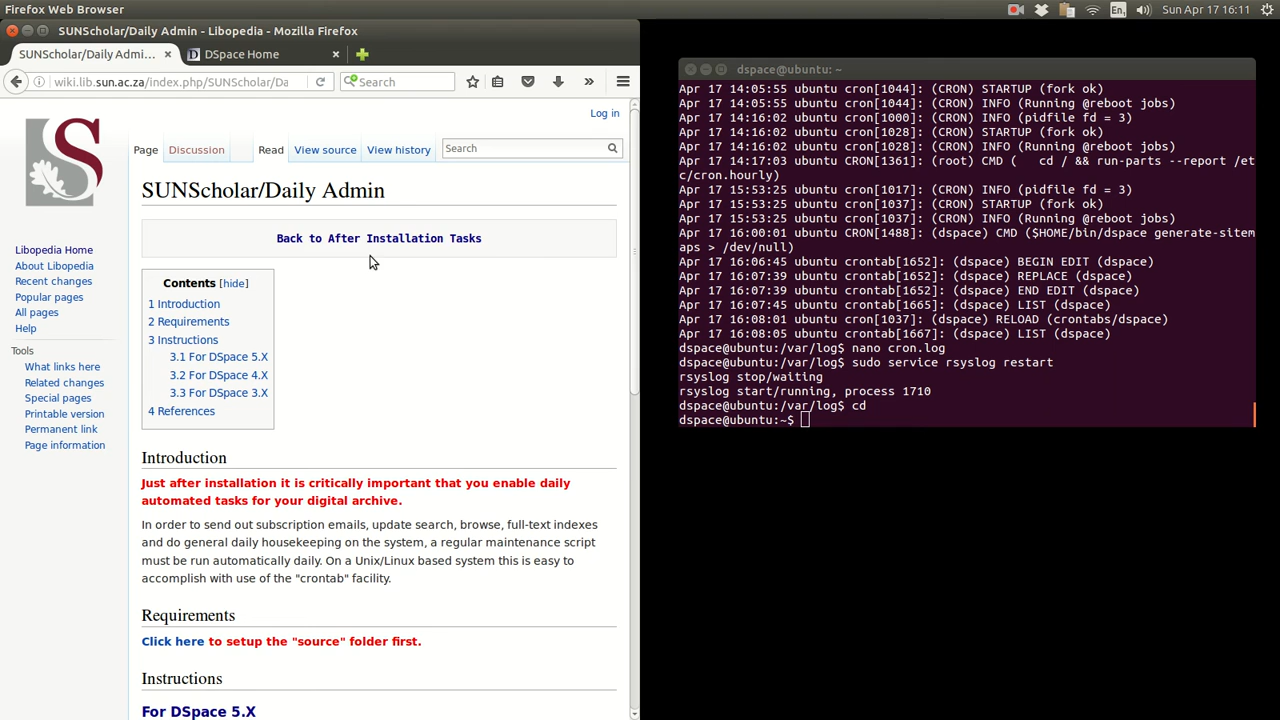 Firefox Web Browser
En1
Sun Apr 17 16:11
SUNScholar/Daily Admin - Libopedia - Mozilla Firefox
SUNScholar/Daily Admi... ×
DSpace Home ×
wiki.lib.sun.ac.za/index.php/SUNScholar/Da
Search
Log in
Page
Discussion
Read
View source
View history
Search
SUNScholar/Daily Admin
Back to After Installation Tasks
Libopedia Home
About Libopedia
Recent changes
Popular pages
All pages
Help
Tools
What links here
Related changes
Special pages
Printable version
Permanent link
Page information
Contents [hide]
1 Introduction
2 Requirements
3 Instructions
3.1 For DSpace 5.X
3.2 For DSpace 4.X
3.3 For DSpace 3.X
4 References
Introduction
Just after installation it is critically important that you enable daily
automated tasks for your digital archive.
In order to send out subscription emails, update search, browse, full-text indexes
and do general daily housekeeping on the system, a regular maintenance script
must be run automatically daily. On a Unix/Linux based system this is easy to
accomplish with use of the "crontab" facility.
Requirements
Click here to setup the "source" folder first.
Instructions
For DSpace 5.X
dspace@ubuntu: ~
Apr 17 14:05:55 ubuntu cron[1044]: (CRON) STARTUP (fork ok)
Apr 17 14:05:55 ubuntu cron[1044]: (CRON) INFO (Running @reboot jobs)
Apr 17 14:16:02 ubuntu cron[1000]: (CRON) INFO (pidfile fd = 3)
Apr 17 14:16:02 ubuntu cron[1028]: (CRON) STARTUP (fork ok)
Apr 17 14:16:02 ubuntu cron[1028]: (CRON) INFO (Running @reboot jobs)
Apr 17 14:17:03 ubuntu CRON[1361]: (root) CMD (   cd / && run-parts --report /et
c/cron.hourly)
Apr 17 15:53:25 ubuntu cron[1017]: (CRON) INFO (pidfile fd = 3)
Apr 17 15:53:25 ubuntu cron[1037]: (CRON) STARTUP (fork ok)
Apr 17 15:53:25 ubuntu cron[1037]: (CRON) INFO (Running @reboot jobs)
Apr 17 16:00:01 ubuntu CRON[1488]: (dspace) CMD ($HOME/bin/dspace generate-sitem
aps > /dev/null)
Apr 17 16:06:45 ubuntu crontab[1652]: (dspace) BEGIN EDIT (dspace)
Apr 17 16:07:39 ubuntu crontab[1652]: (dspace) REPLACE (dspace)
Apr 17 16:07:39 ubuntu crontab[1652]: (dspace) END EDIT (dspace)
Apr 17 16:07:45 ubuntu crontab[1665]: (dspace) LIST (dspace)
Apr 17 16:08:01 ubuntu cron[1037]: (dspace) RELOAD (crontabs/dspace)
Apr 17 16:08:05 ubuntu crontab[1667]: (dspace) LIST (dspace)
dspace@ubuntu:/var/log$ nano cron.log
dspace@ubuntu:/var/log$ sudo service rsyslog restart
rsyslog stop/waiting
rsyslog start/running, process 1710
dspace@ubuntu:/var/log$ cd
dspace@ubuntu:~$